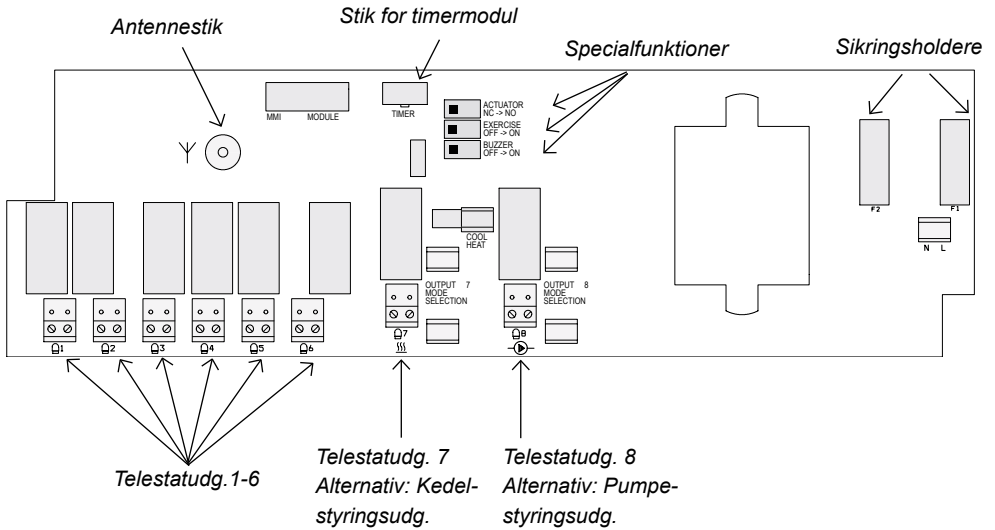 Antennestik
Stik for timermodul
Specialfunktioner
Sikringsholdere
MMI MODULE
TIMER
ACTUATOR
NC -> NO
EXERCISE
OFF -> ON
BUZZER
OFF -> ON
F2
F1
N L
COOL
HEAT
OUTPUT 7
MODE
SELECTION
OUTPUT 8
MODE
SELECTION
1
2
3
4
5
6
7
8
Telestatudg.1-6
Telestatudg. 7
Alternativ: Kedel-
styringsudg.
Telestatudg. 8
Alternativ: Pumpe-
styringsudg.